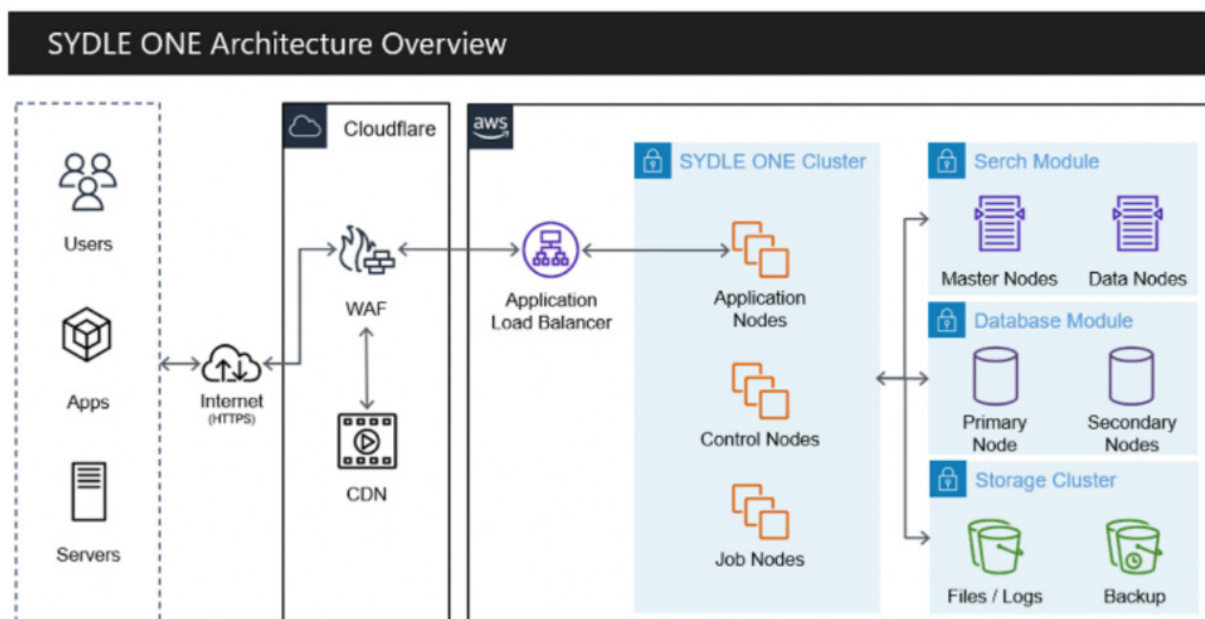 SYDLE ONE Architecture Overview
Users
Apps
Servers
Internet
(HTTPS)
Cloudflare
WAF
CDN
aws
Application
Load Balancer
SYDLE ONE Cluster
Application
Nodes
Control Nodes
Job Nodes
Serch Module
Master Nodes
Data Nodes
Database Module
Primary
Node
Secondary
Nodes
Storage Cluster
Files / Logs
Backup